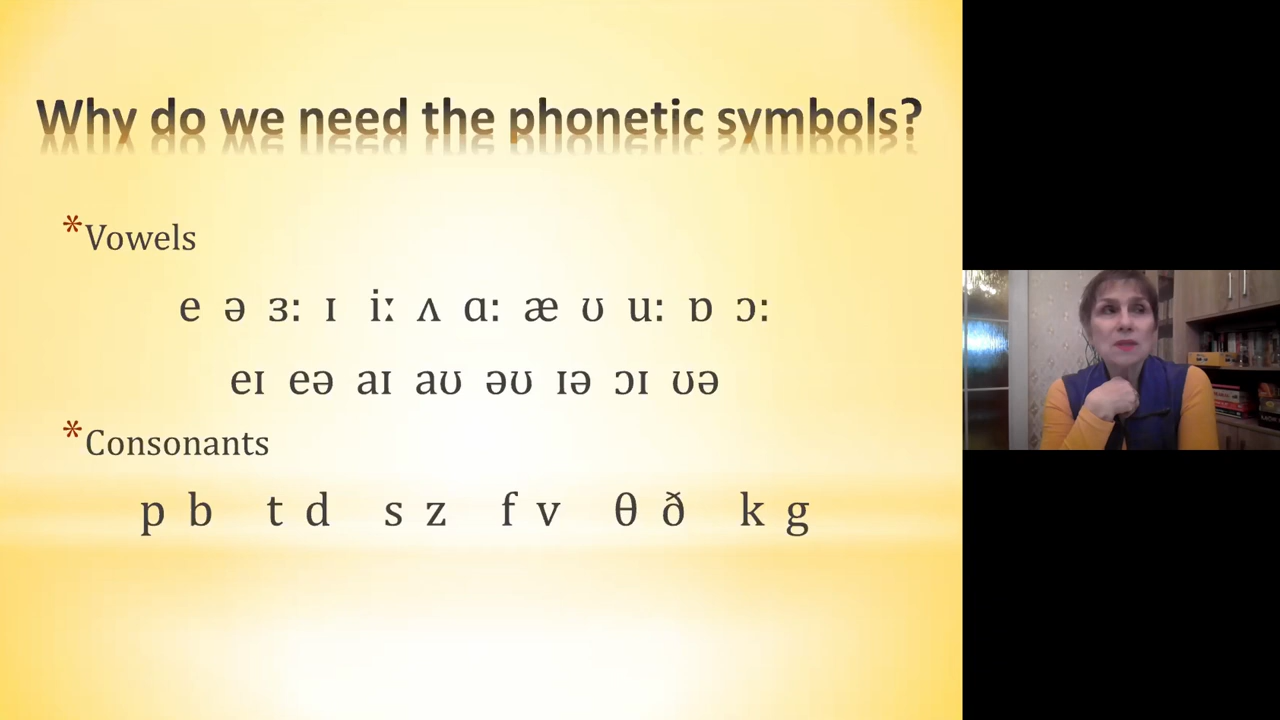 Why do we need the phonetic symbols?
* Vowels
e ə ɜː ɪ iː ʌ ɑː æ ʊ uː ɒ ɔː
eɪ eə aɪ aʊ əʊ ɪə ɔɪ ʊə
* Consonants
p b t d s z f v θ ð k g